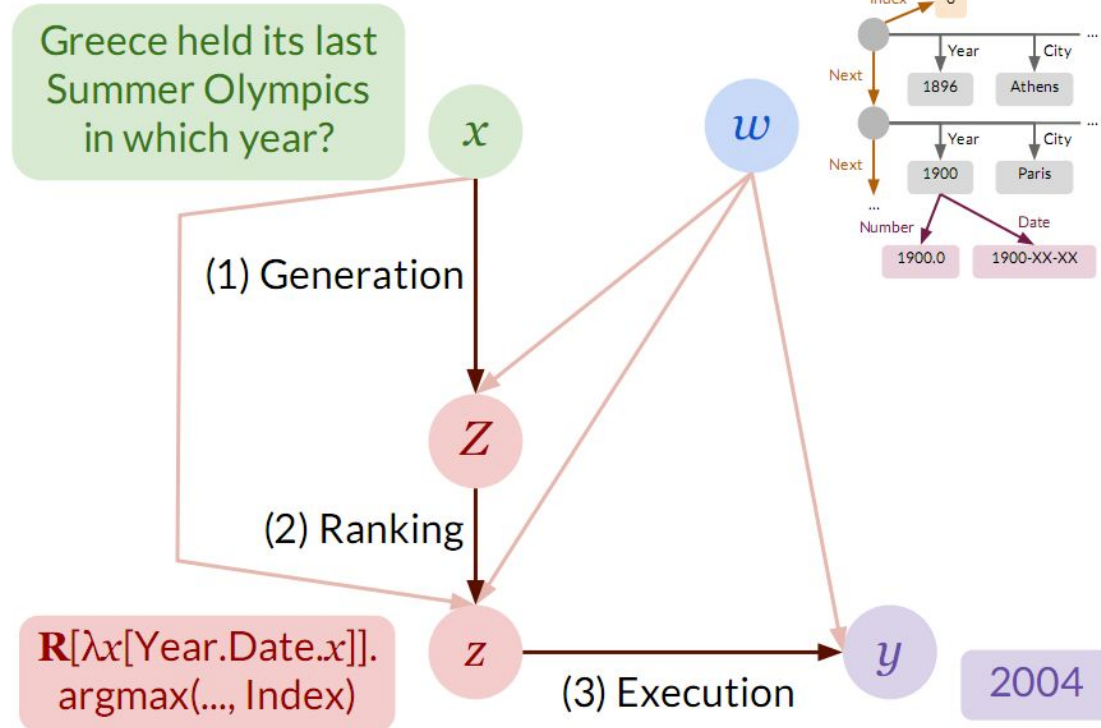 Greece held its last
Summer Olympics
in which year?
x
w
Index
...
Year
City
Next
1896
Athens
...
Year
City
Next
1900
Paris
...
Number
Date
1900.0
1900-XX-XX
(1) Generation
Z
(2) Ranking
R[λx[Year.Date.x]].
argmax(..., Index)
z
(3) Execution
y
2004